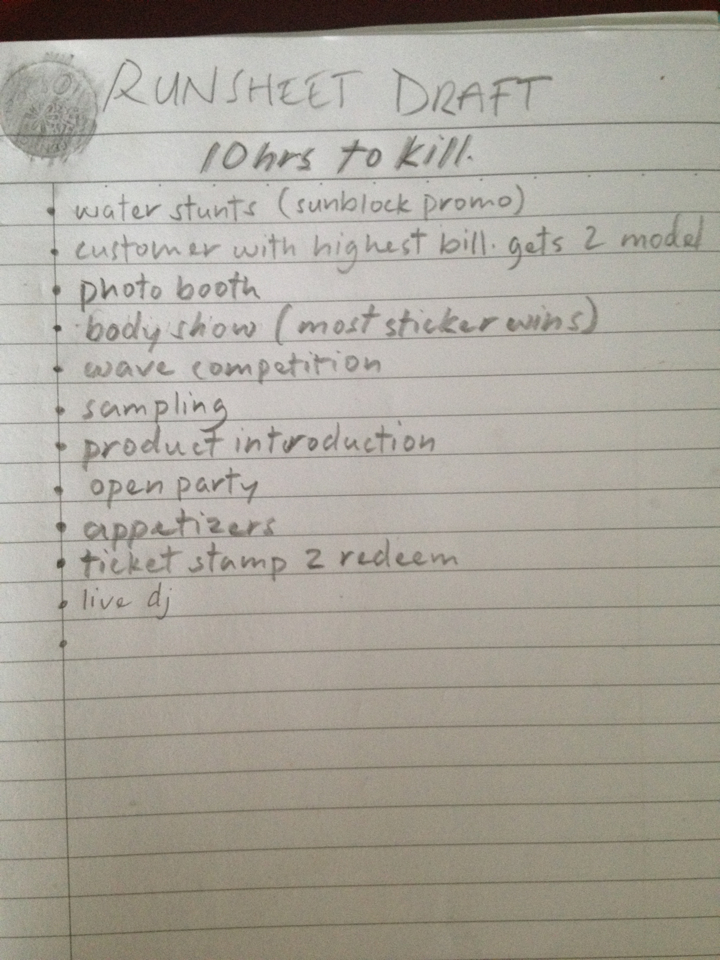 RUNSHEET DRAFT
10hrs to kill.
• water stunts (sunblock promo)
• customer with highest bill. gets 2 model
• photo booth
• body show (most sticker wins)
• wave competition
• sampling
• product introduction
• open party
• appetizers
• ticket stamp 2 redeem
• live dj
•